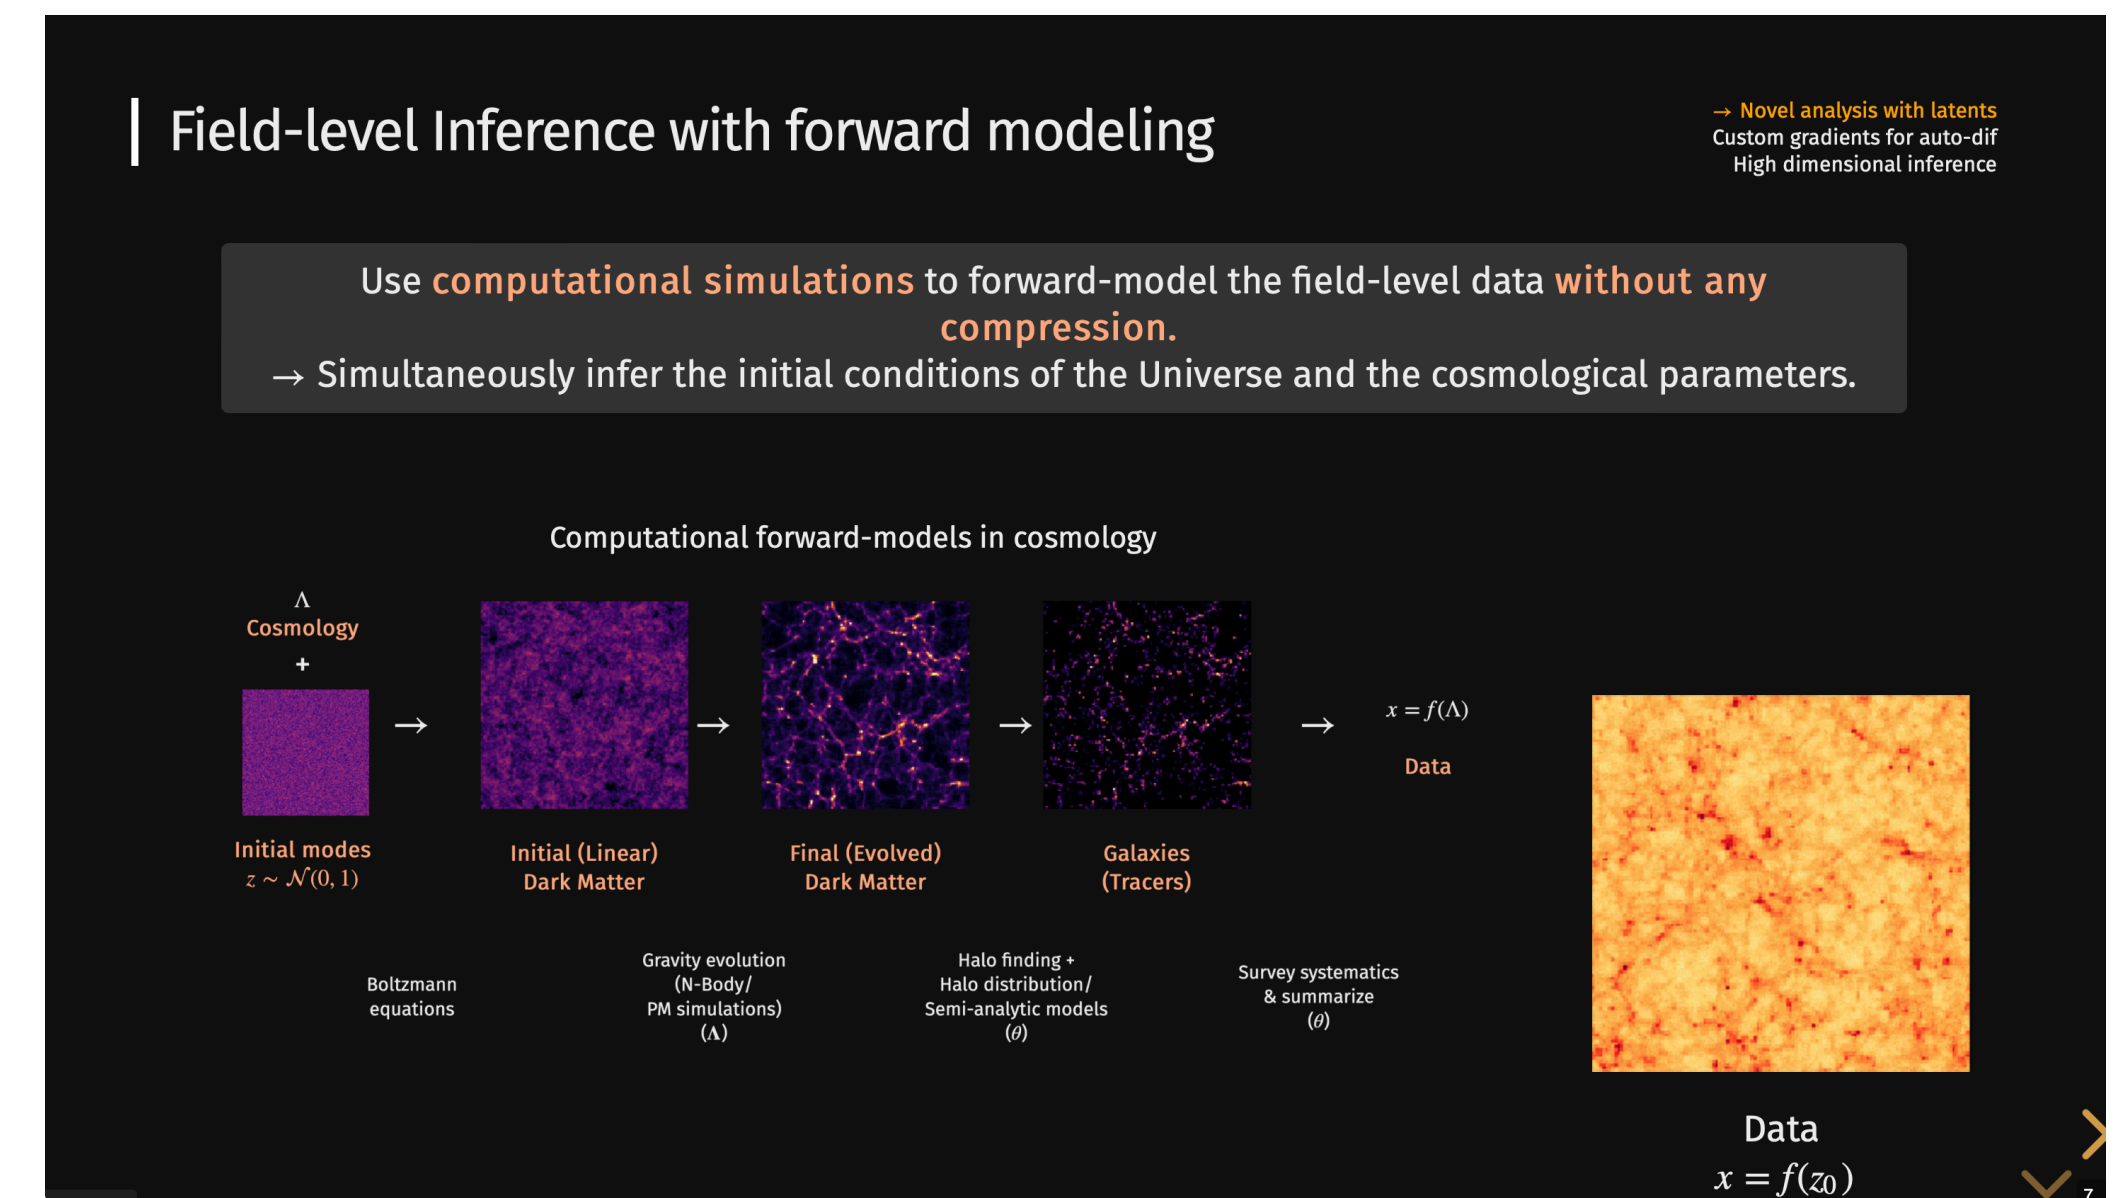 Field-level Inference with forward modeling
→ Novel analysis with latents
Custom gradients for auto-dif
High dimensional inference
Use computational simulations to forward-model the field-level data without any
compression.
→ Simultaneously infer the initial conditions of the Universe and the cosmological parameters.
Computational forward-models in cosmology
Λ
Cosmology
+
Initial modes
z ∼ 𝒩(0, 1)
→
Initial (Linear)
Dark Matter
→
Final (Evolved)
Dark Matter
→
Galaxies
(Tracers)
→
x = f(Λ)
Data
Boltzmann
equations
Gravity evolution
(N-Body/
PM simulations)
(Λ)
Halo finding +
Halo distribution/
Semi-analytic models
(θ)
Survey systematics
& summarize
(θ)
Data
x = f(z₀)
7